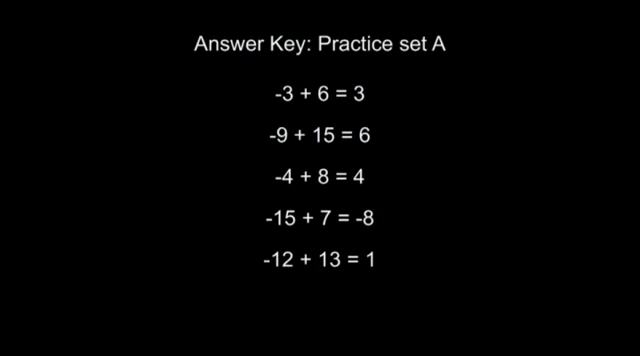 Answer Key: Practice set A
-3 + 6 = 3
-9 + 15 = 6
-4 + 8 = 4
-15 + 7 = -8
-12 + 13 = 1